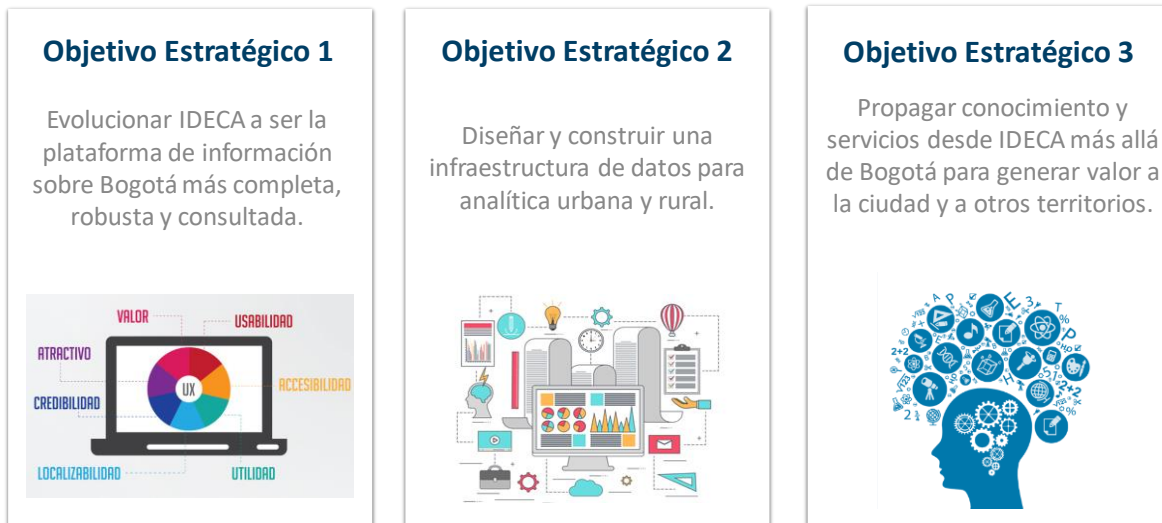 Objetivo Estratégico 1
Evolucionar IDECA a ser la
plataforma de información
sobre Bogotá más completa,
robusta y consultada.
VALOR
USABILIDAD
ATRACTIVO
UX
ACCESIBILIDAD
CREDIBILIDAD
LOCALIZABILIDAD
UTILIDAD
Objetivo Estratégico 2
Diseñar y construir una
infraestructura de datos para
analítica urbana y rural.
Objetivo Estratégico 3
Propagar conocimiento y
servicios desde IDECA más allá
de Bogotá para generar valor a
la ciudad y a otros territorios.